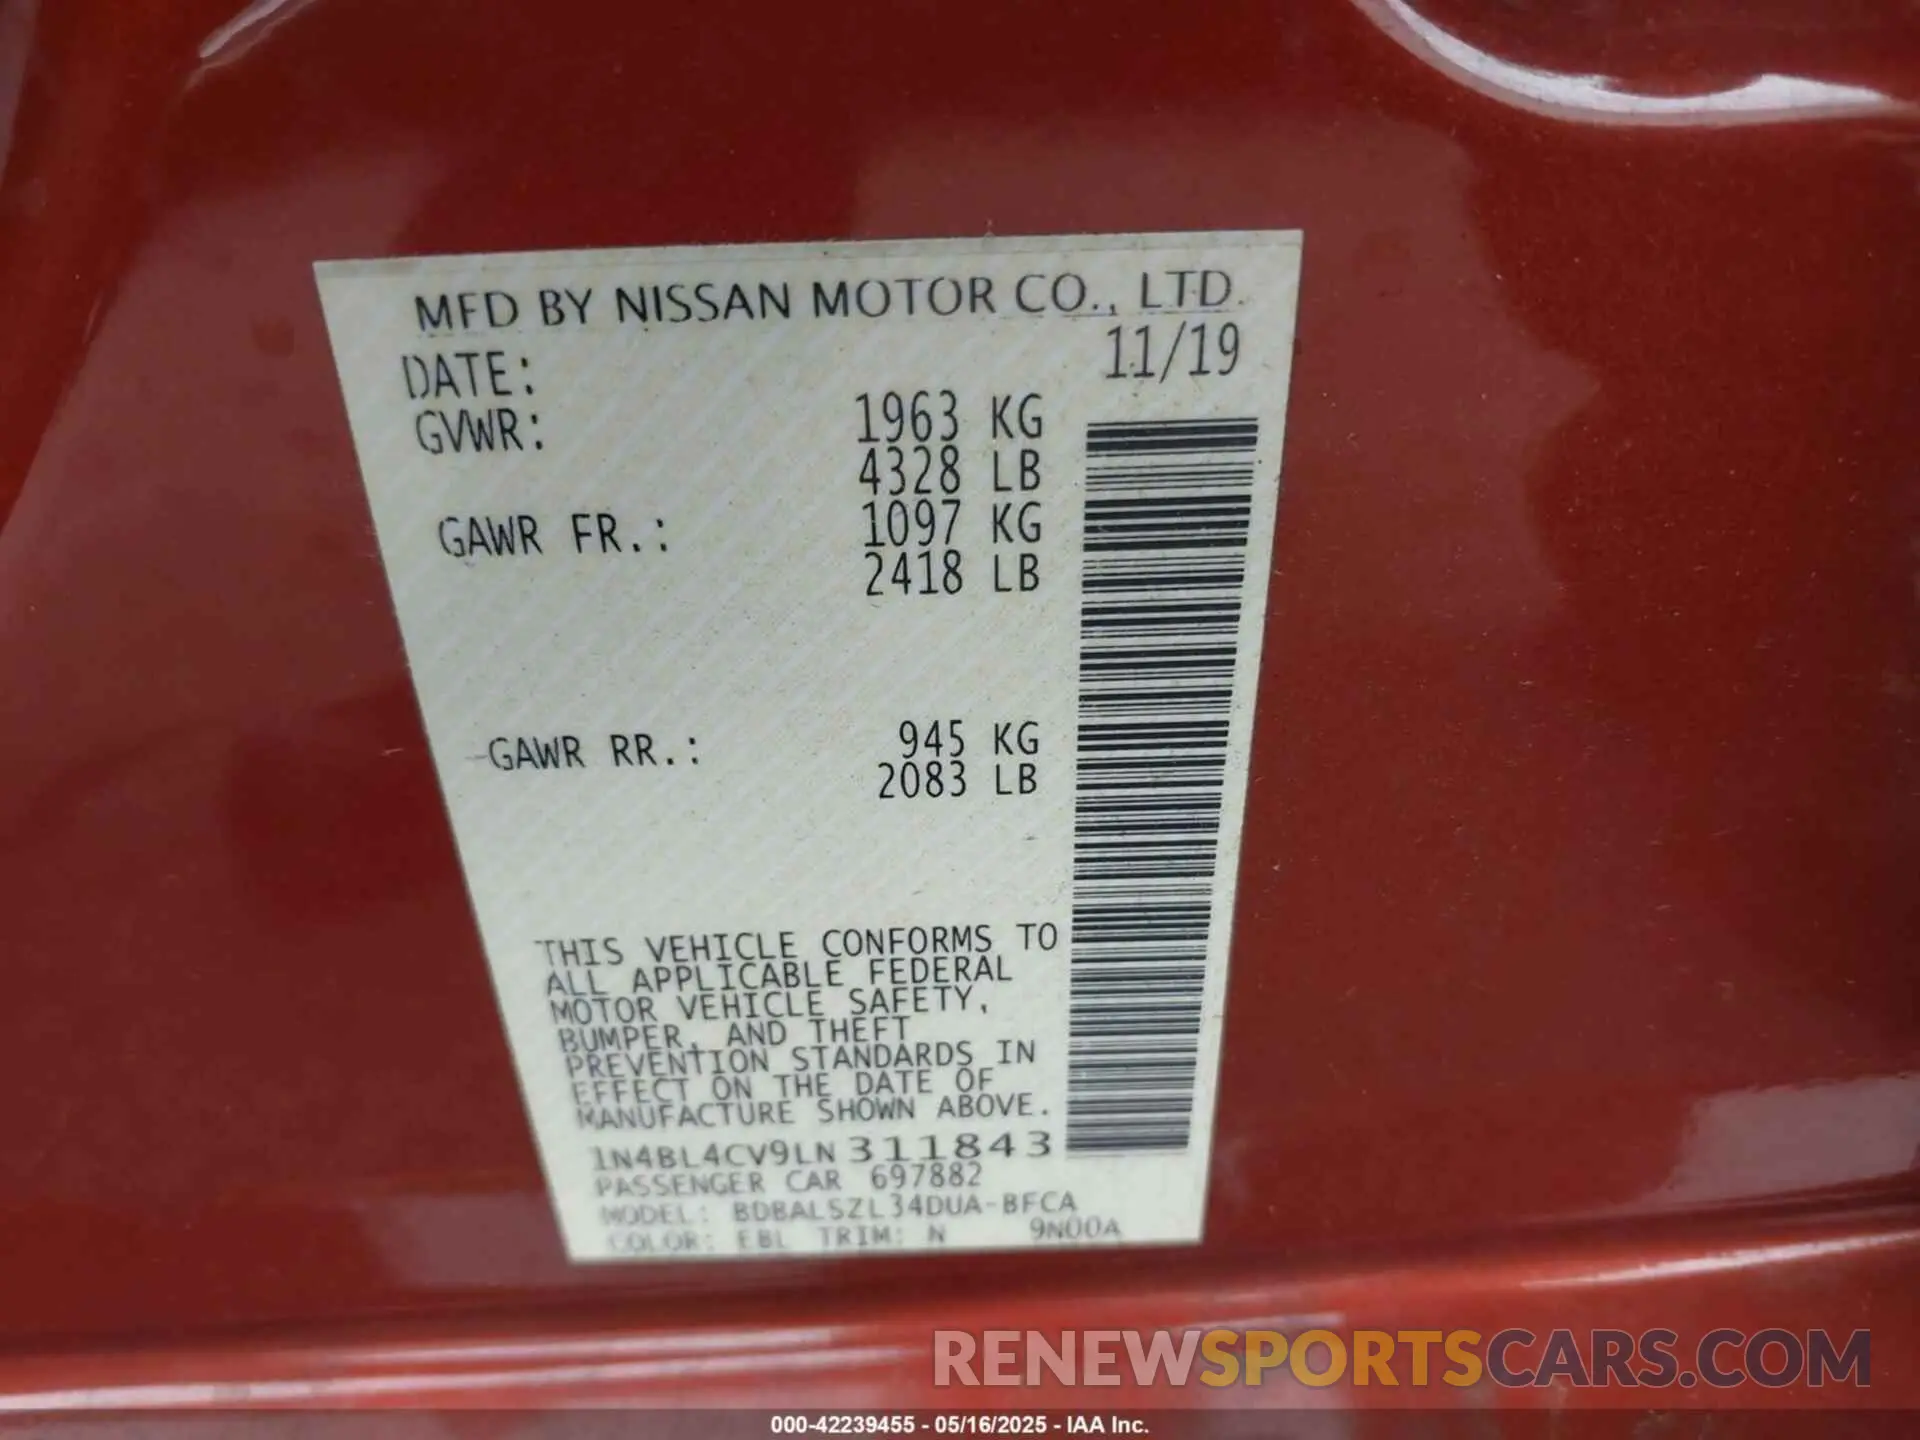 MFD BY NISSAN MOTOR CO., LTD.
DATE: 11/19
GVWR: 1963 KG
4328 LB
GAWR FR.: 1097 KG
2418 LB
GAWR RR.: 945 KG
2083 LB
THIS VEHICLE CONFORMS TO
ALL APPLICABLE FEDERAL
MOTOR VEHICLE SAFETY,
BUMPER, AND THEFT
PREVENTION STANDARDS IN
EFFECT ON THE DATE OF
MANUFACTURE SHOWN ABOVE.
1N4BL4CV9LN311843
PASSENGER CAR 697882
MODEL: BDBALSZL34DUA-BFCA
COLOR: EBL TRIM: N 9N00A
RENEWSPORTSCARS.COM
000-42239455 - 05/16/2025 - IAA Inc.